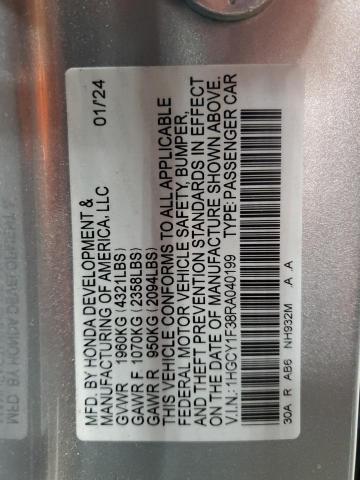 MFD. BY HONDA DEVELOPMENT &
MANUFACTURING OF AMERICA, LLC 01/24
GVWR 1960KG (4321LBS)
GAWR F 1070KG (2358LBS)
GAWR R 950KG (2094LBS)
THIS VEHICLE CONFORMS TO ALL APPLICABLE
FEDERAL MOTOR VEHICLE SAFETY, BUMPER,
AND THEFT PREVENTION STANDARDS IN EFFECT
ON THE DATE OF MANUFACTURE SHOWN ABOVE.
V.I.N.: 1HGCY1F38RA040199 TYPE: PASSENGER CAR
30A R AB6 NH932M A A